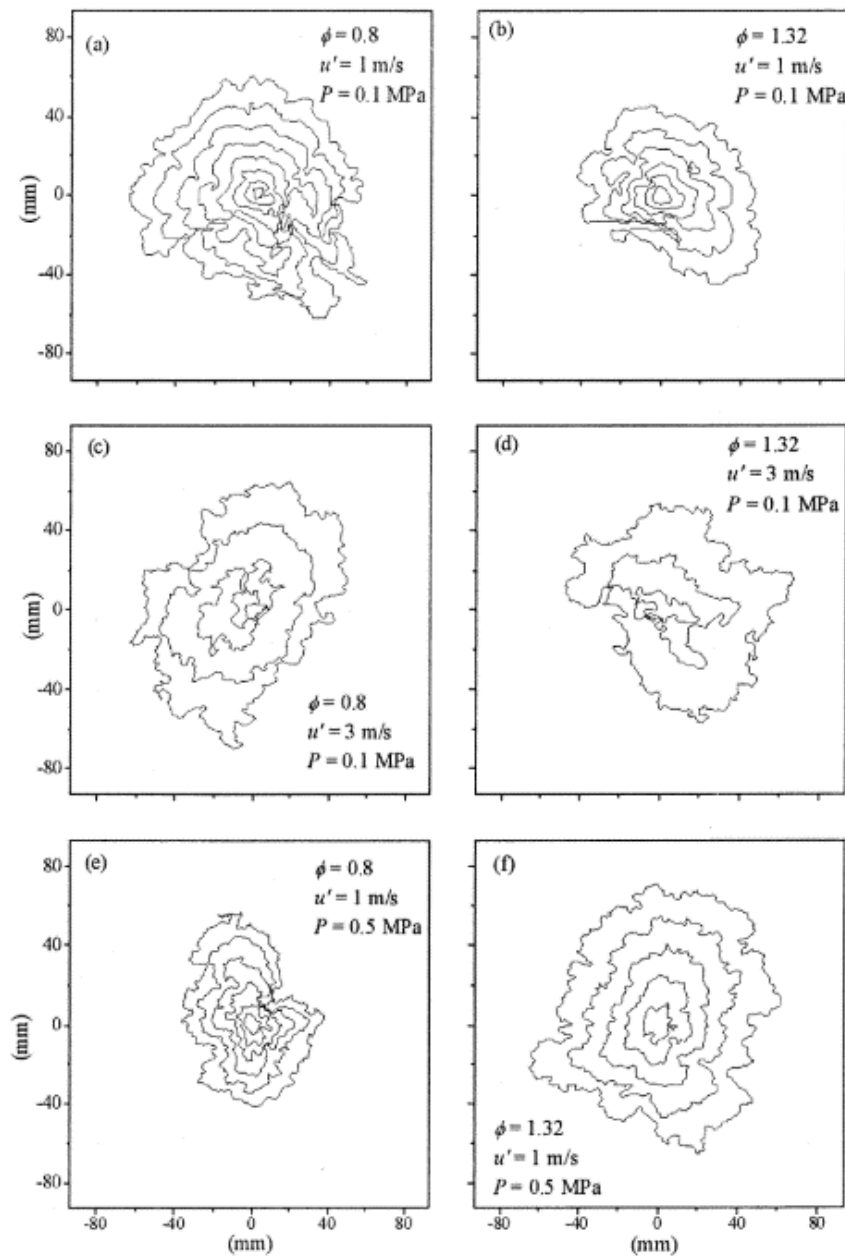 (a)
ϕ = 0.8
u' = 1 m/s
P = 0.1 MPa
80
40
0
-40
-80
(mm)
(b)
ϕ = 1.32
u' = 1 m/s
P = 0.1 MPa
(c)
ϕ = 0.8
u' = 3 m/s
P = 0.1 MPa
80
40
0
-40
-80
(mm)
(d)
ϕ = 1.32
u' = 3 m/s
P = 0.1 MPa
(e)
ϕ = 0.8
u' = 1 m/s
P = 0.5 MPa
80
40
0
-40
-80
(mm)
-80 -40 0 40 80
(mm)
(f)
ϕ = 1.32
u' = 1 m/s
P = 0.5 MPa
-80 -40 0 40 80
(mm)